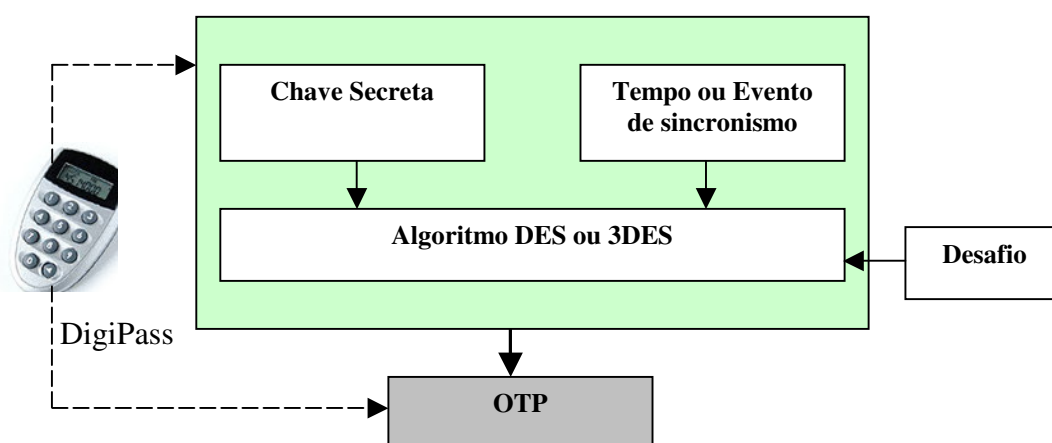 Chave Secreta
Tempo ou Evento
de sincronismo
Algoritmo DES ou 3DES
Desafio
DigiPass
OTP